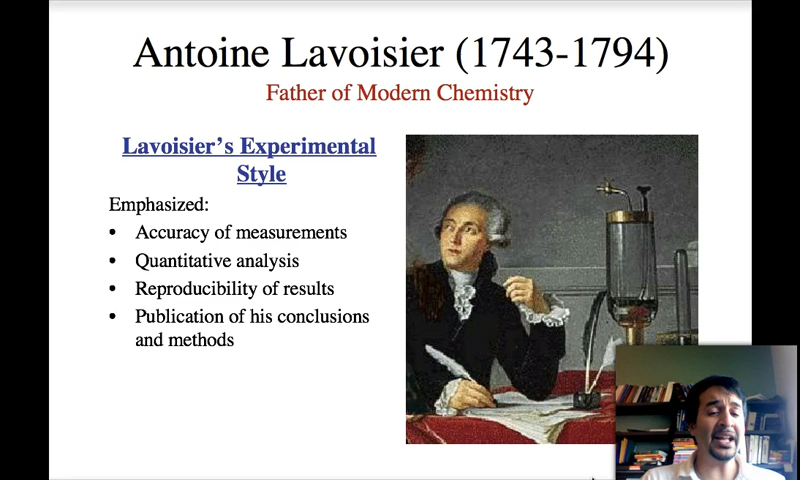 Antoine Lavoisier (1743-1794)
Father of Modern Chemistry
Lavoisier's Experimental
Style
Emphasized:
• Accuracy of measurements
• Quantitative analysis
• Reproducibility of results
• Publication of his conclusions
and methods